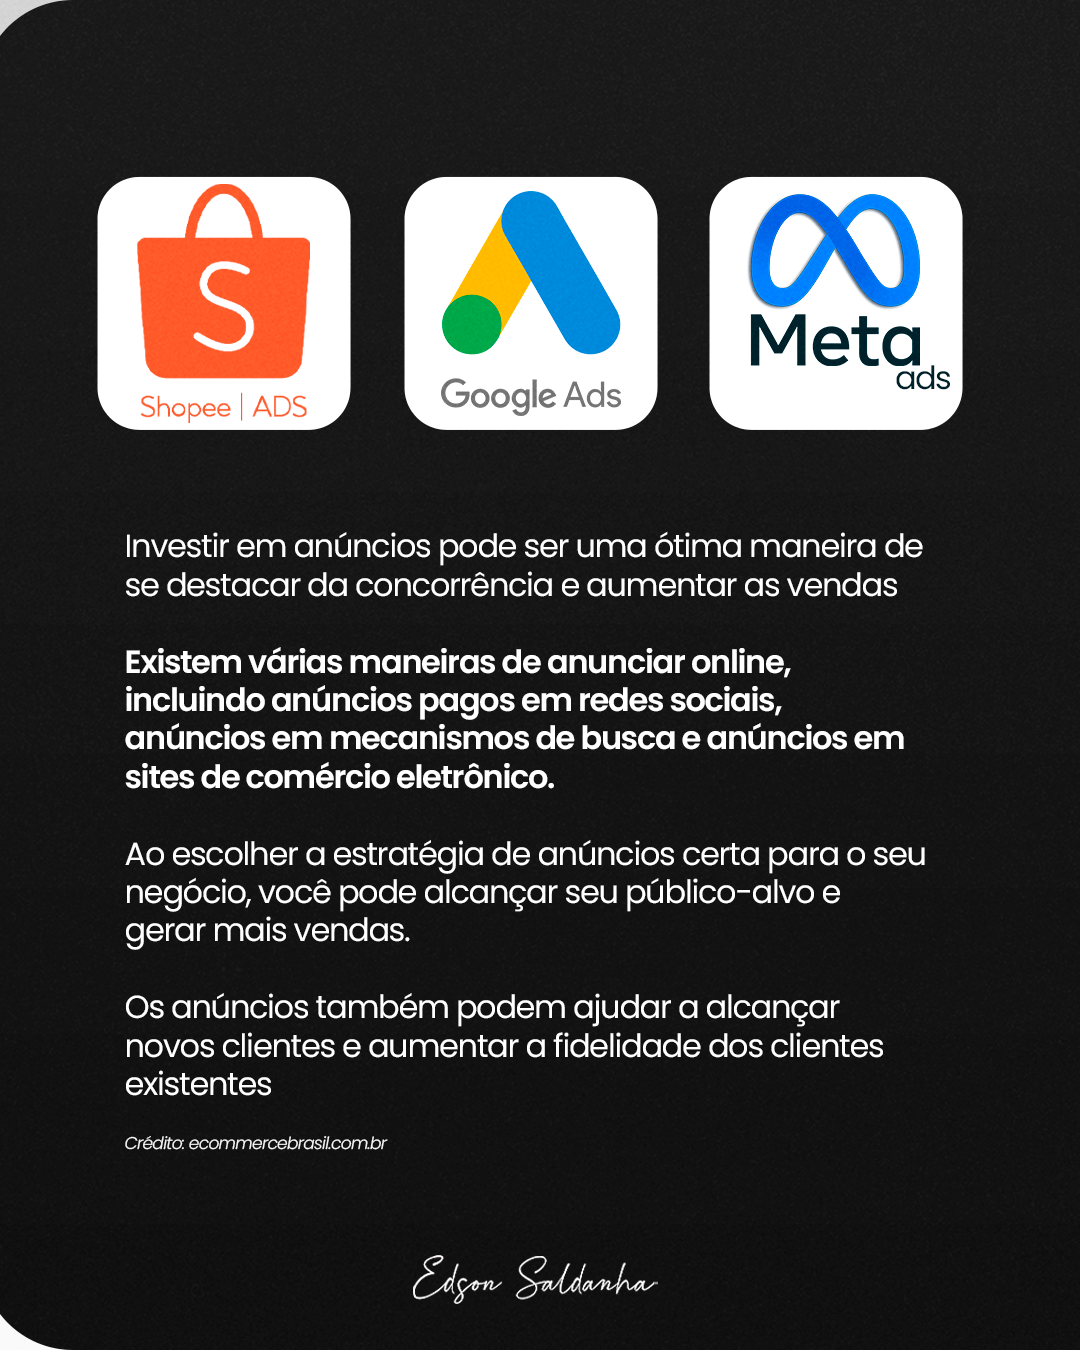 S
Shopee | ADS
Google Ads
Meta
ads
Investir em anúncios pode ser uma ótima maneira de
se destacar da concorrência e aumentar as vendas
Existem várias maneiras de anunciar online,
incluindo anúncios pagos em redes sociais,
anúncios em mecanismos de busca e anúncios em
sites de comércio eletrônico.
Ao escolher a estratégia de anúncios certa para o seu
negócio, você pode alcançar seu público-alvo e
gerar mais vendas.
Os anúncios também podem ajudar a alcançar
novos clientes e aumentar a fidelidade dos clientes
existentes
Crédito: ecommercebrasil.com.br
Edson Saldanha